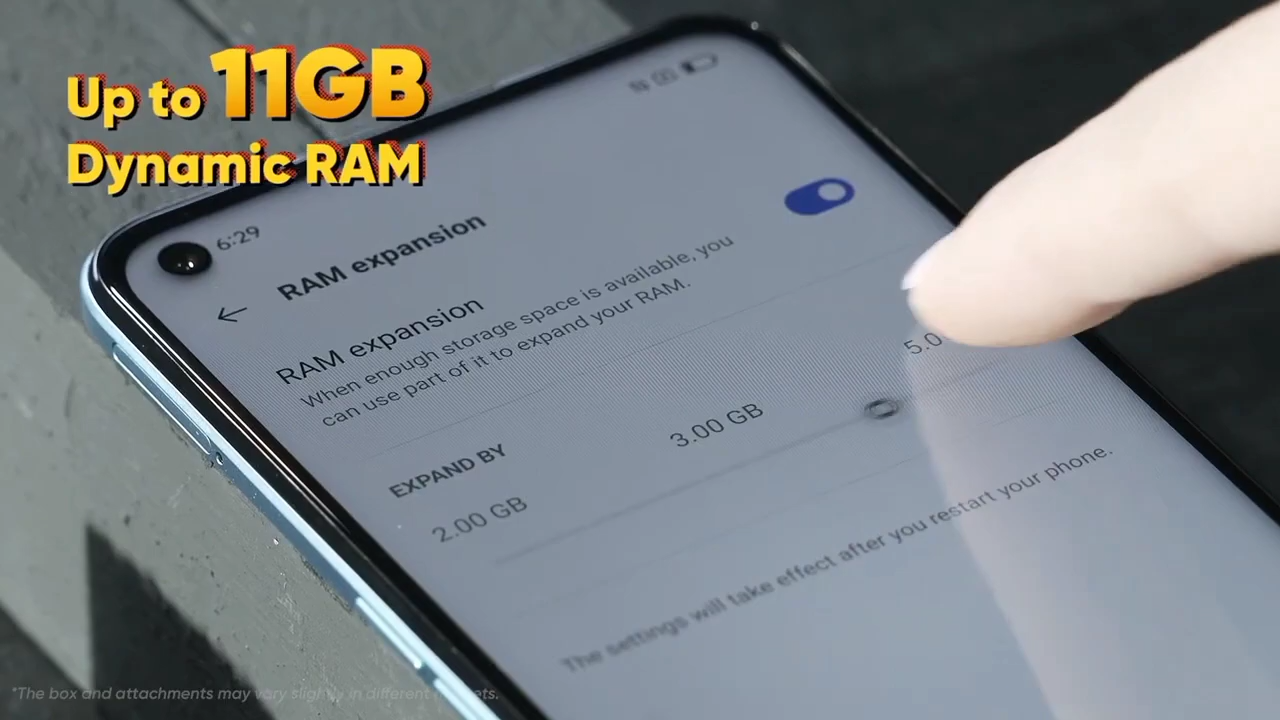 Up to 11GB
Dynamic RAM
6:29
RAM expansion
RAM expansion
When enough storage space is available, you
can use part of it to expand your RAM.
EXPAND BY
2.00 GB
3.00 GB
5.0
The settings will take effect after you restart your phone.
*The box and attachments may vary slightly in different